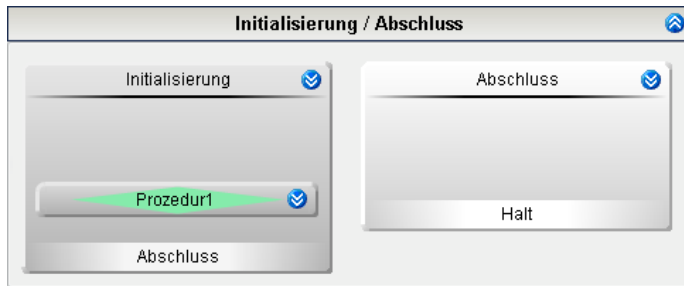 Initialisierung / Abschluss
Initialisierung
Prozedur1
Abschluss
Abschluss
Halt